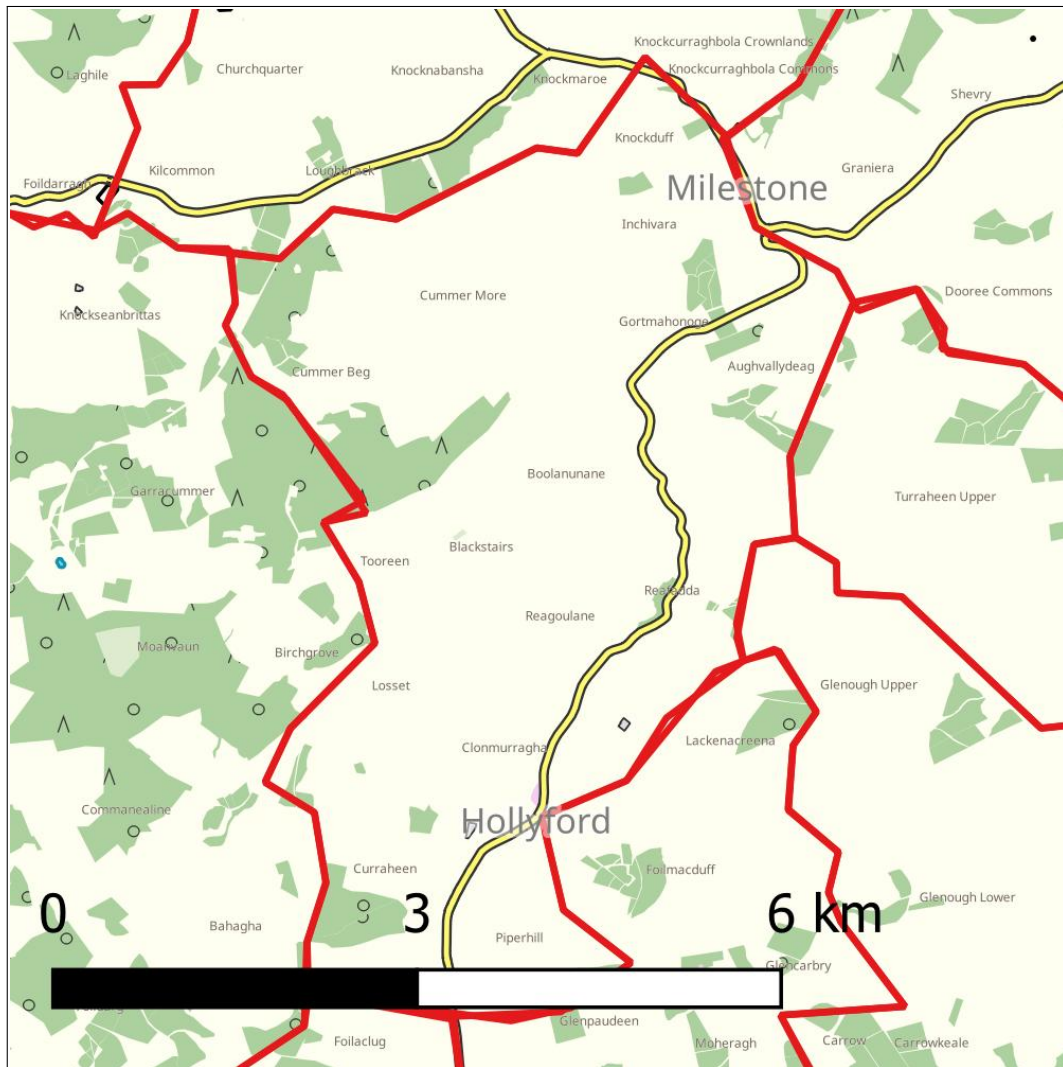 Knockcurraghbola Crownlands
Laghile
Churchquarter
Knocknabansha
Knockmaroe
Knockcurraghbola Commons
Shevry
Knockduff
Kilcommon
Loughbrack
Graniera
Foildarragh
Milestone
Inchivara
Dooree Commons
Cummer More
Knockseanbrittas
Gortmahonoge
Cummer Beg
Aughvallydeag
Boolanunane
Garracummer
Turraheen Upper
Blackstairs
Tooreen
Reafadda
Reagoulane
Moanvaun
Birchgrove
Losset
Glenough Upper
Clonmurragha
Lackenacreena
Commanealine
Hollyford
Curraheen
Foilmacduff
Glenough Lower
0
3
6 km
Bahagha
Piperhill
Glencarbry
Glenpaudeen
Foilaclug
Moheragh
Carrow
Carrowkeale